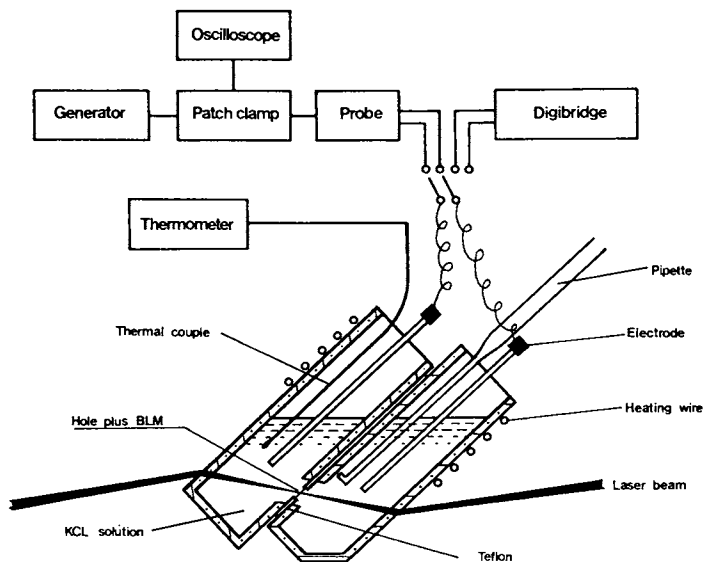 Oscilloscope
Generator
Patch clamp
Probe
Digibridge
Thermometer
Pipette
Thermal couple
Electrode
Hole plus BLM
Heating wire
Laser beam
KCL solution
Teflon